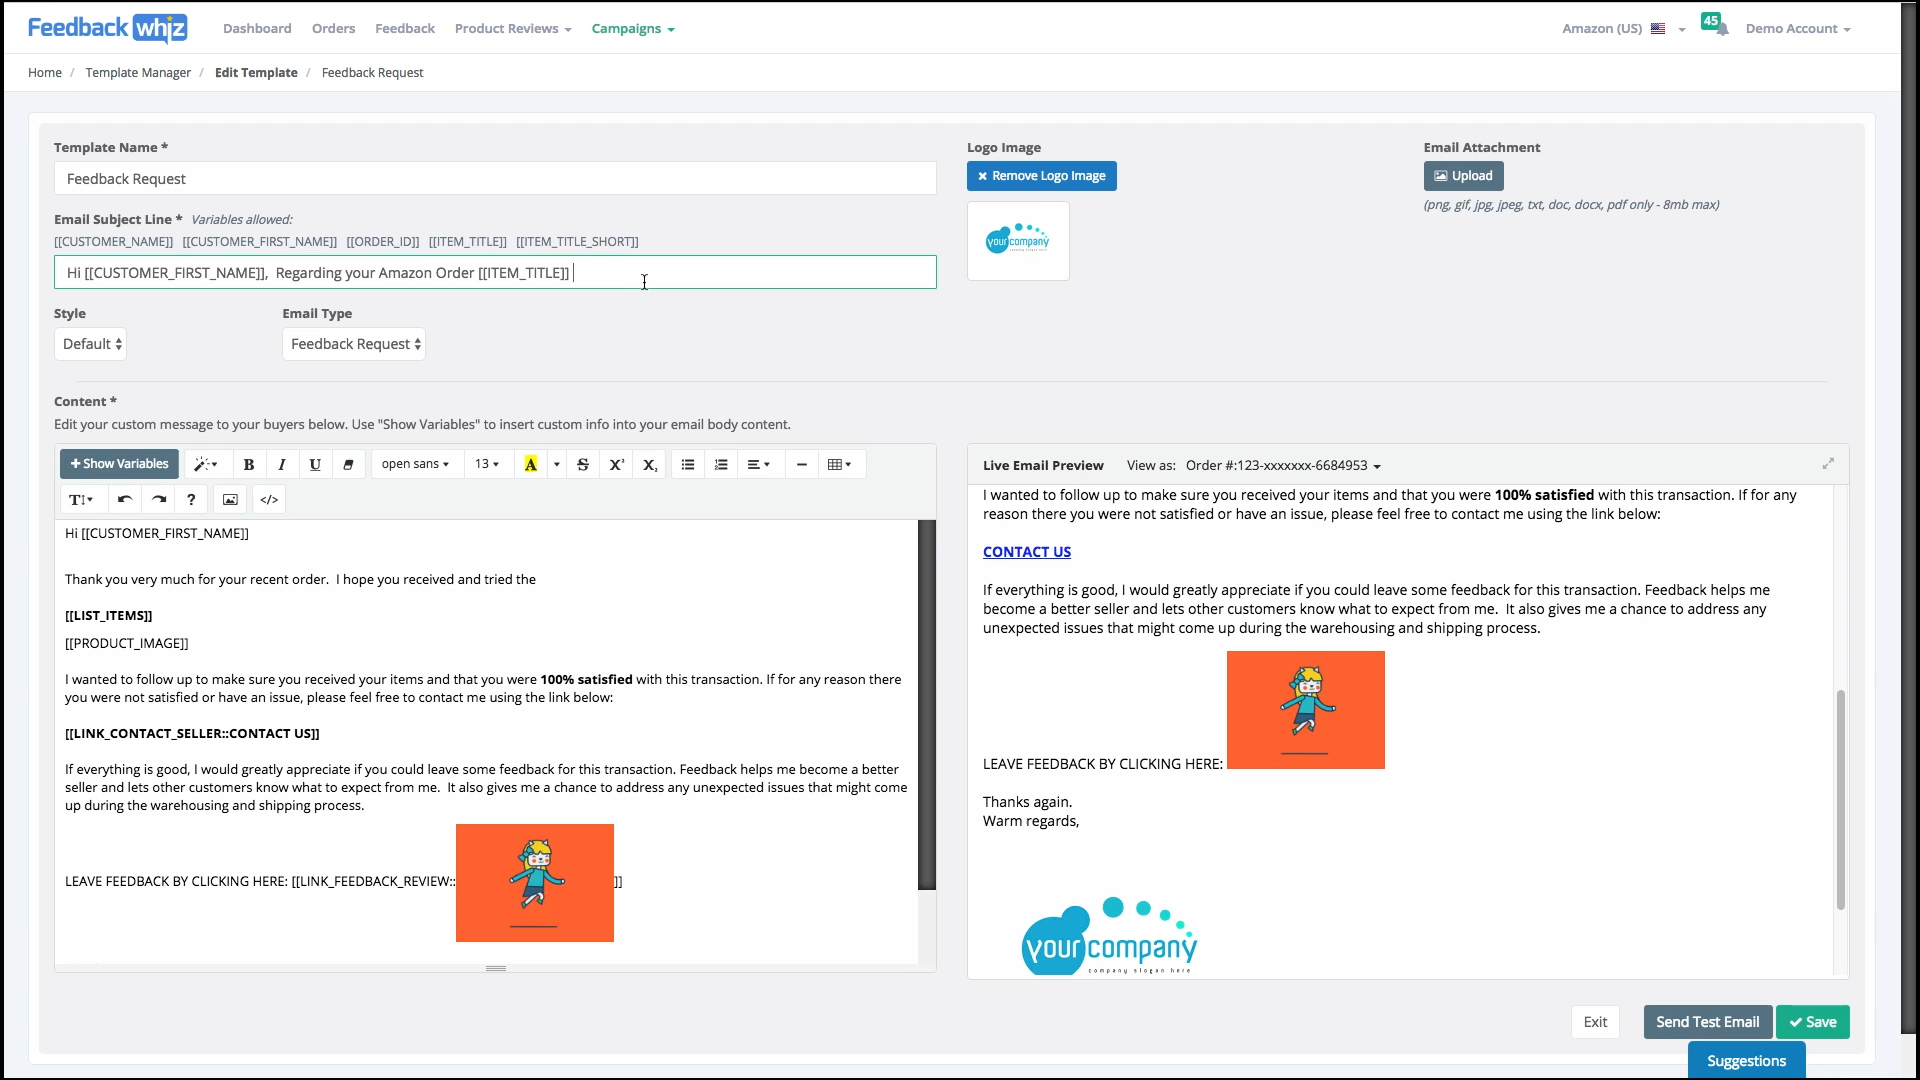 Feedback whiz Dashboard Orders Feedback Product Reviews Campaigns Amazon (US) 45 Demo Account
Home / Template Manager / Edit Template / Feedback Request
Template Name *
Feedback Request
Email Subject Line * Variables allowed:
[[CUSTOMER_NAME]] [[CUSTOMER_FIRST_NAME]] [[ORDER_ID]] [[ITEM_TITLE]] [[ITEM_TITLE_SHORT]]
Hi [[CUSTOMER_FIRST_NAME]],  Regarding your Amazon Order [[ITEM_TITLE]]
Style
Default
Email Type
Feedback Request
Logo Image
Remove Logo Image
yourcompany
Email Attachment
Upload
(png, gif, jpg, jpeg, txt, doc, docx, pdf only - 8mb max)
Content *
Edit your custom message to your buyers below. Use "Show Variables" to insert custom info into your email body content.
+ Show Variables B I U open sans 13 A S X² X₂
T ? </>
Hi [[CUSTOMER_FIRST_NAME]]
Thank you very much for your recent order.  I hope you received and tried the
[[LIST_ITEMS]]
[[PRODUCT_IMAGE]]
I wanted to follow up to make sure you received your items and that you were 100% satisfied with this transaction. If for any reason there
you were not satisfied or have an issue, please feel free to contact me using the link below:
[[LINK_CONTACT_SELLER::CONTACT US]]
If everything is good, I would greatly appreciate if you could leave some feedback for this transaction. Feedback helps me become a better
seller and lets other customers know what to expect from me.  It also gives me a chance to address any unexpected issues that might come
up during the warehousing and shipping process.
LEAVE FEEDBACK BY CLICKING HERE: [[LINK_FEEDBACK_REVIEW:: ]]
Live Email Preview View as: Order #:123-xxxxxxx-6684953
I wanted to follow up to make sure you received your items and that you were 100% satisfied with this transaction. If for any
reason there you were not satisfied or have an issue, please feel free to contact me using the link below:
CONTACT US
If everything is good, I would greatly appreciate if you could leave some feedback for this transaction. Feedback helps me
become a better seller and lets other customers know what to expect from me.  It also gives me a chance to address any
unexpected issues that might come up during the warehousing and shipping process.
LEAVE FEEDBACK BY CLICKING HERE:
Thanks again.
Warm regards,
yourcompany
company slogan here
Exit Send Test Email Save
Suggestions